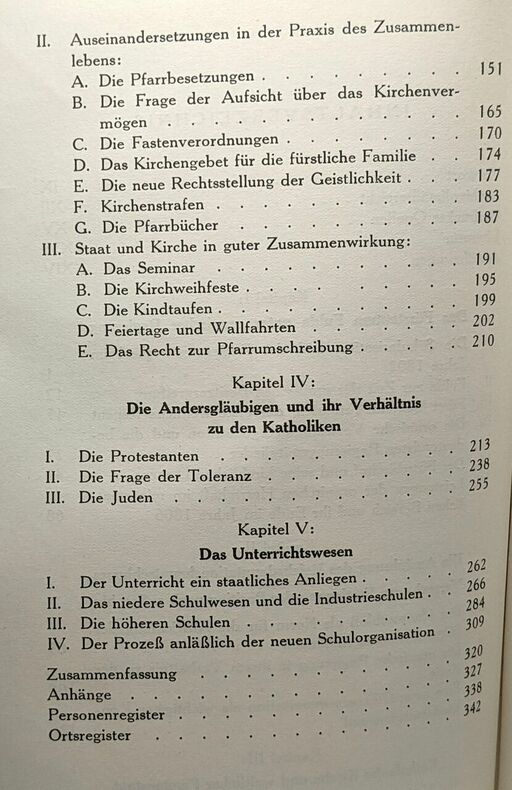 II. Auseinandersetzungen in der Praxis des Zusammen-
lebens:
A. Die Pfarrbesetzungen . . . . . . . . . 151
B. Die Frage der Aufsicht über das Kirchenver-
mögen . . . . . . . . . . . . . 165
C. Die Fastenverordnungen . . . . . . . . 170
D. Das Kirchengebet für die fürstliche Familie . . . 174
E. Die neue Rechtsstellung der Geistlichkeit . . . . 177
F. Kirchenstrafen . . . . . . . . . . . 183
G. Die Pfarrbücher . . . . . . . . . . 187
III. Staat und Kirche in guter Zusammenwirkung:
A. Das Seminar . . . . . . . . . . . 191
B. Die Kirchweihfeste . . . . . . . . . . 195
C. Die Kindtaufen . . . . . . . . . . . 199
D. Feiertage und Wallfahrten . . . . . . . 202
E. Das Recht zur Pfarrumschreibung . . . . . 210
Kapitel IV:
Die Andersgläubigen und ihr Verhältnis
zu den Katholiken
I. Die Protestanten . . . . . . . . . . . 213
II. Die Frage der Toleranz . . . . . . . . . 238
III. Die Juden . . . . . . . . . . . . . 255
Kapitel V:
Das Unterrichtswesen
I. Der Unterricht ein staatliches Anliegen . . . . . 262
II. Das niedere Schulwesen und die Industrieschulen . . 266
III. Die höheren Schulen . . . . . . . . . . 284
IV. Der Prozeß anläßlich der neuen Schulorganisation . 309
Zusammenfassung . . . . . . . . . . . . 320
Anhänge . . . . . . . . . . . . . . . 327
Personenregister . . . . . . . . . . . . . 338
Ortsregister . . . . . . . . . . . . . . 342